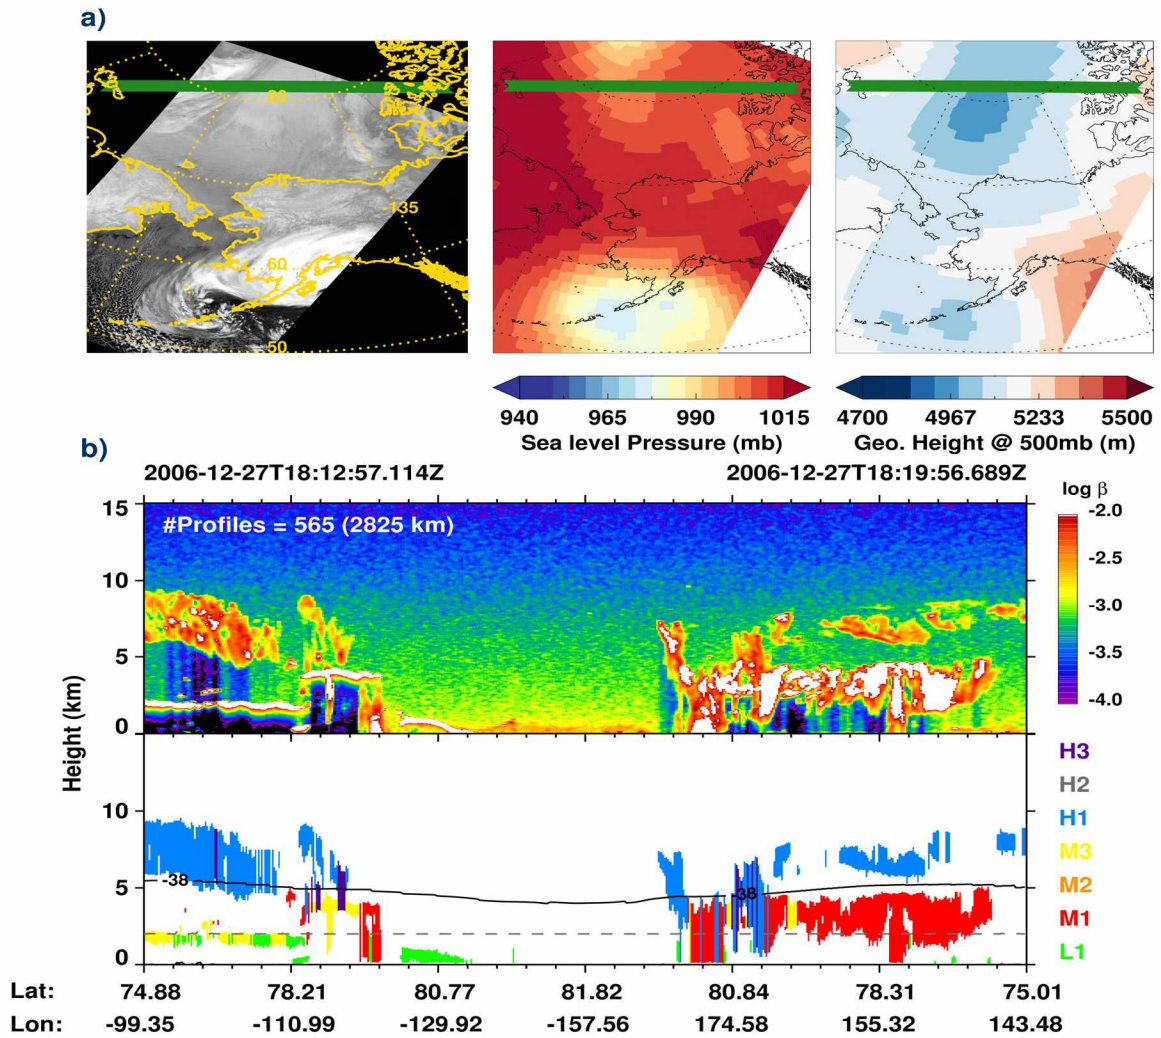 a)
80
70
180
135
60
50
940 965 990 1015
Sea level Pressure (mb)
4700 4967 5233 5500
Geo. Height @ 500mb (m)
b)
2006-12-27T18:12:57.114Z 2006-12-27T18:19:56.689Z
log β
#Profiles = 565 (2825 km)
15
10
5
0
-2.0
-2.5
-3.0
-3.5
-4.0
Height (km)
10
5
0
-38
-38
H3
H2
H1
M3
M2
M1
L1
Lat: 74.88 78.21 80.77 81.82 80.84 78.31 75.01
Lon: -99.35 -110.99 -129.92 -157.56 174.58 155.32 143.48